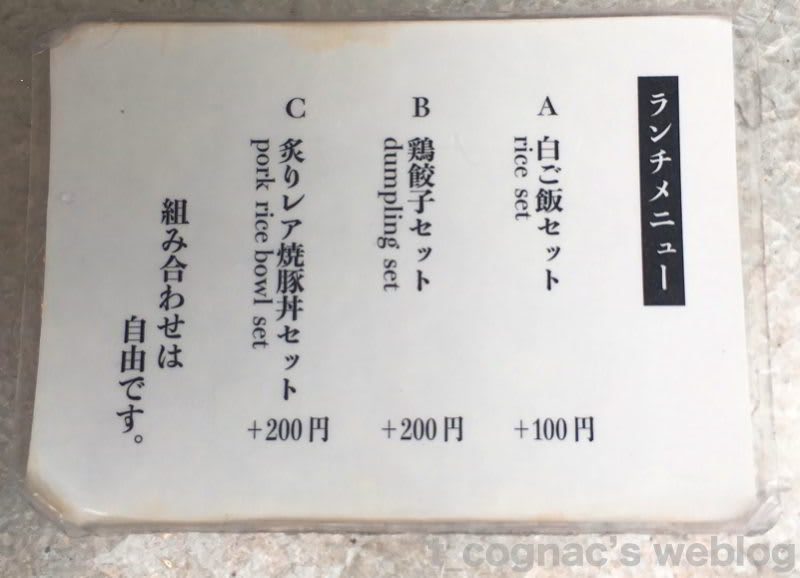 ランチメニュー
A 白ご飯セット +100円
rice set
B 鶏餃子セット +200円
dumpling set
C 炙りレア焼豚丼セット +200円
pork rice bowl set
組み合わせは
自由です。
t_cognac's weblog